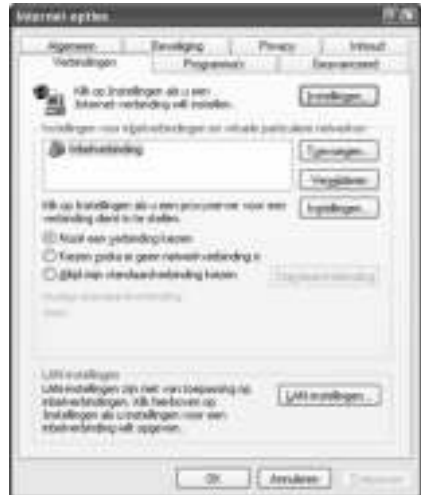 Internet opties
Algemeen Beveiliging Privacy Inhoud
Verbindingen Programma's Geavanceerd
Klik op Instellingen als u een
Internet-verbinding wilt instellen.
Instellingen...
Instellingen voor inbelverbindingen en virtuele particuliere netwerken:
Inbelverbinding
Toevoegen...
Verwijderen
Klik op Instellingen als u een proxyserver voor een
verbinding dient in te stellen.
Instellingen...
Nooit een verbinding kiezen
Kiezen zodra er geen netwerkverbinding is
Altijd mijn standaardverbinding kiezen
LAN-instellingen
LAN-instellingen zijn niet van toepassing op
inbelverbindingen. Klik hierboven op
Instellingen als u instellingen voor een
inbelverbinding wilt opgeven.
LAN-instellingen...
OK Annuleren